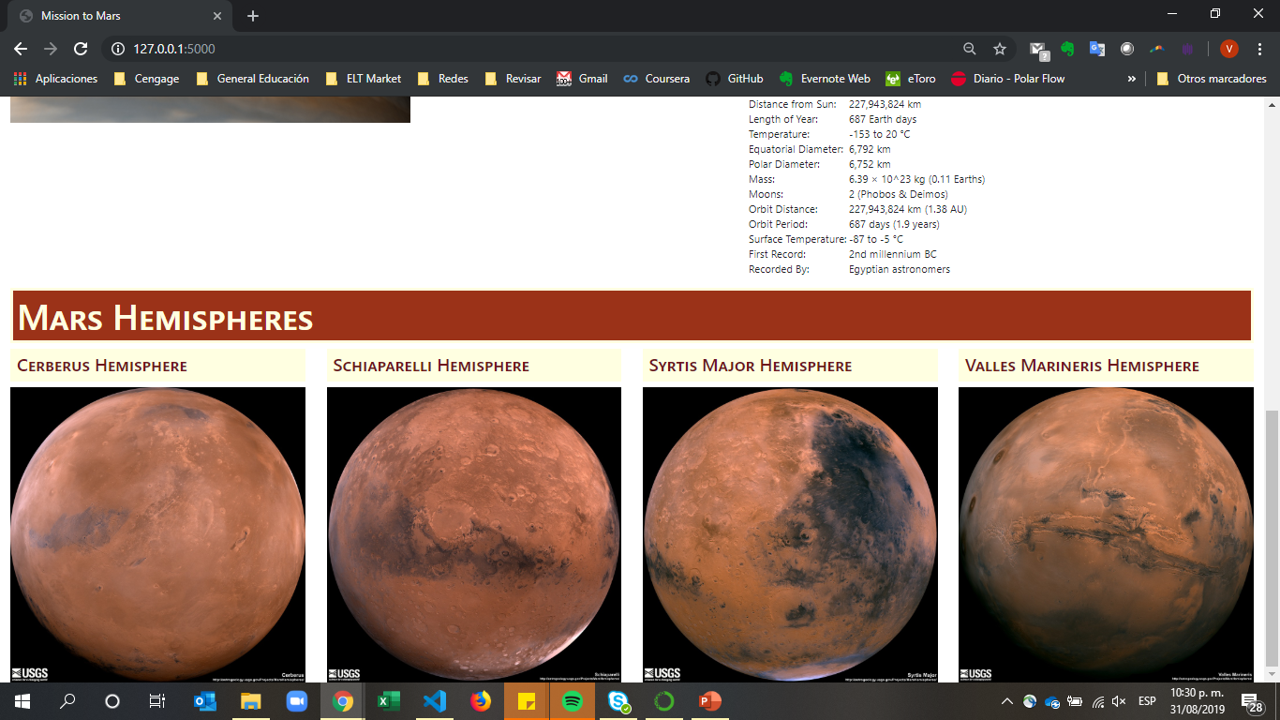 Mission to Mars
127.0.0.1:5000
Aplicaciones Cengage General Educación ELT Market Redes Revisar Gmail Coursera GitHub Evernote Web eToro Diario - Polar Flow » Otros marcadores
Distance from Sun: 227,943,824 km
Length of Year: 687 Earth days
Temperature: -153 to 20 °C
Equatorial Diameter: 6,792 km
Polar Diameter: 6,752 km
Mass: 6.39 × 10^23 kg (0.11 Earths)
Moons: 2 (Phobos & Deimos)
Orbit Distance: 227,943,824 km (1.38 AU)
Orbit Period: 687 days (1.9 years)
Surface Temperature: -87 to -5 °C
First Record: 2nd millennium BC
Recorded By: Egyptian astronomers
Mars Hemispheres
Cerberus Hemisphere Schiaparelli Hemisphere Syrtis Major Hemisphere Valles Marineris Hemisphere
USGS Cerberus USGS Schiaparelli USGS Syrtis Major USGS Valles Marineris
ESP 10:30 p. m.
31/08/2019 28